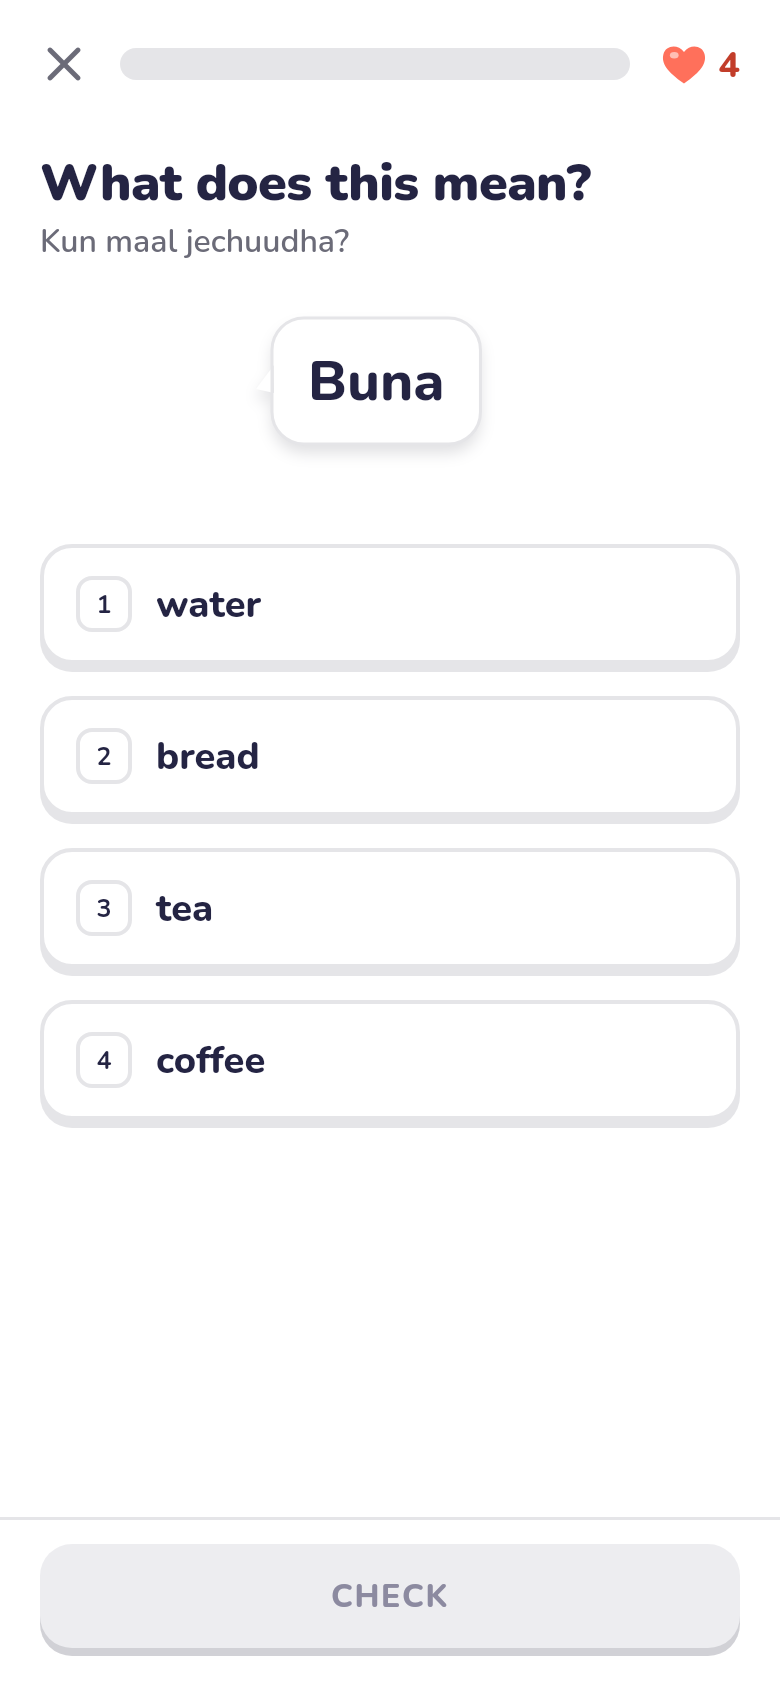 4
What does this mean?
Kun maal jechuudha?
Buna
1 water
2 bread
3 tea
4 coffee
CHECK